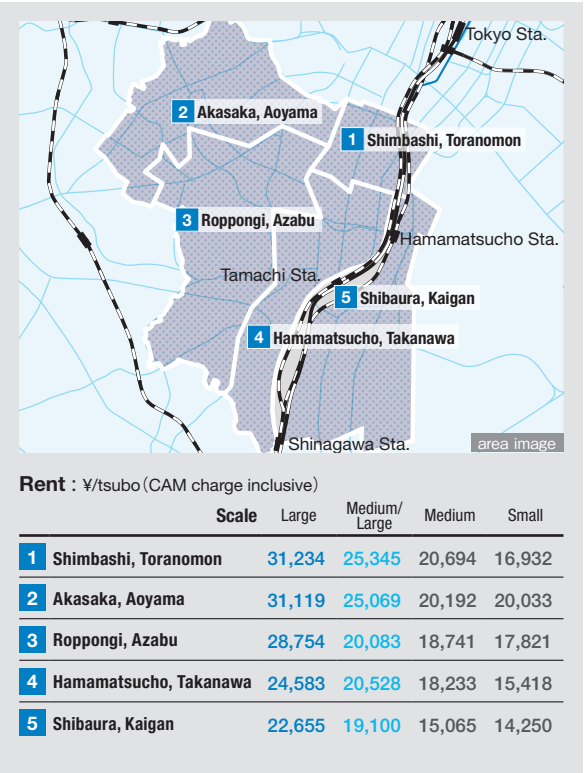 Tokyo Sta.
2 Akasaka, Aoyama
1 Shimbashi, Toranomon
3 Roppongi, Azabu
Hamamatsucho Sta.
Tamachi Sta.
5 Shibaura, Kaigan
4 Hamamatsucho, Takanawa
Shinagawa Sta.
area image
Rent : ¥/tsubo（CAM charge inclusive）
Scale Large Medium/Large Medium Small
1 Shimbashi, Toranomon 31,234 25,345 20,694 16,932
2 Akasaka, Aoyama 31,119 25,069 20,192 20,033
3 Roppongi, Azabu 28,754 20,083 18,741 17,821
4 Hamamatsucho, Takanawa 24,583 20,528 18,233 15,418
5 Shibaura, Kaigan 22,655 19,100 15,065 14,250